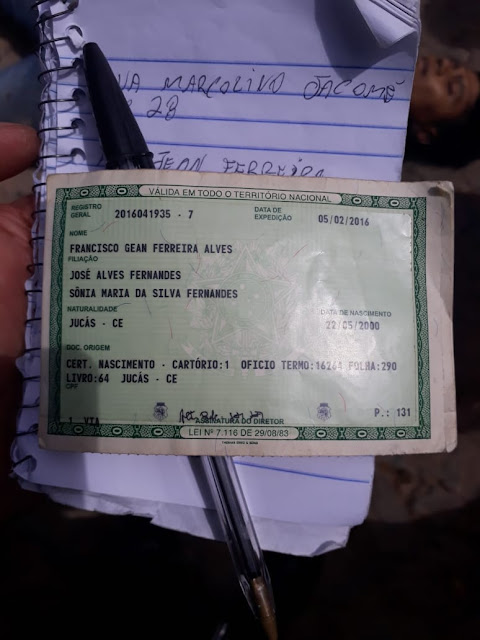 MARCOLINO JACOMÉ
28
JEAN FERREIRA
VÁLIDA EM TODO O TERRITÓRIO NACIONAL
REGISTRO GERAL 2016041935 - 7 DATA DE EXPEDIÇÃO 05/02/2016
NOME
FRANCISCO GEAN FERREIRA ALVES
FILIAÇÃO
JOSÉ ALVES FERNANDES
SÔNIA MARIA DA SILVA FERNANDES
NATURALIDADE DATA DE NASCIMENTO
JUCÁS - CE 22/05/2000
DOC. ORIGEM
CERT. NASCIMENTO - CARTÓRIO:1 OFICIO TERMO:16264 FOLHA:290
LIVRO:64 JUCÁS - CE
CPF
1 VIA P.: 131
ASSINATURA DO DIRETOR
LEI Nº 7.116 DE 29/08/83